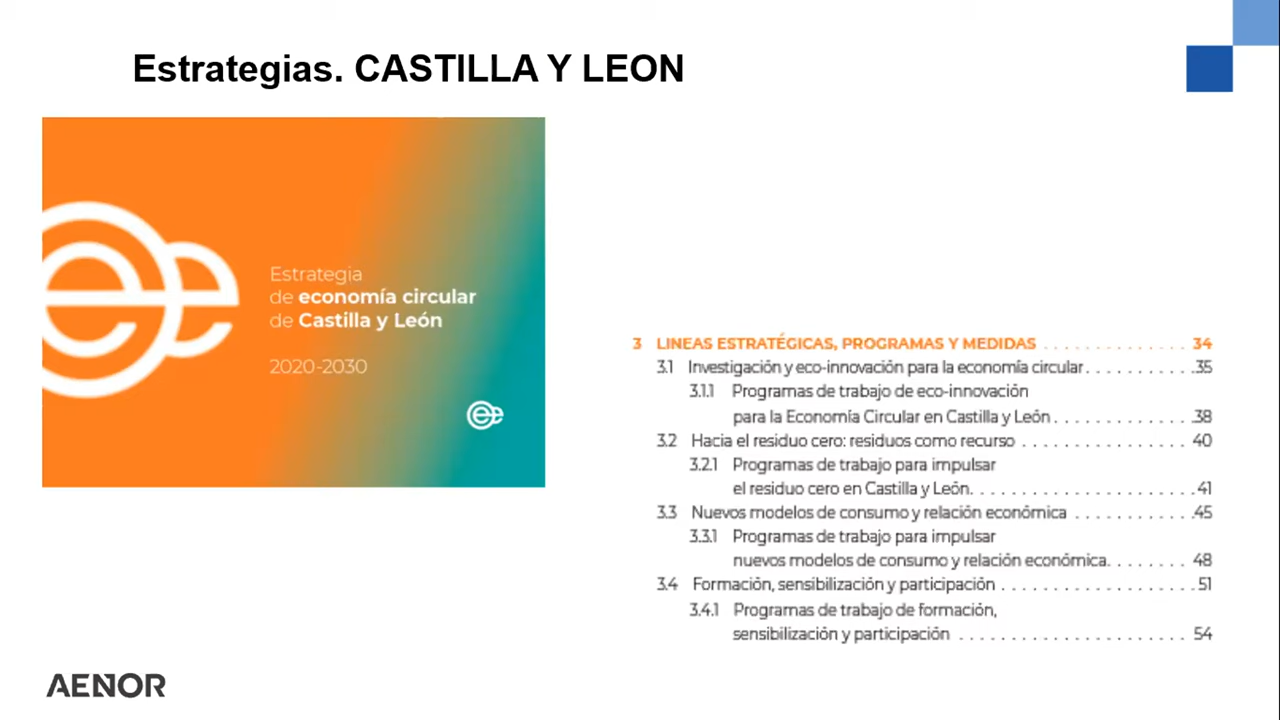 Estrategias. CASTILLA Y LEON
Estrategia
de economía circular
de Castilla y León
2020-2030
3 LINEAS ESTRATÉGICAS, PROGRAMAS Y MEDIDAS . . . . . . . . . . . . . . 34
3.1 Investigación y eco-innovación para la economía circular . . . . . . . . . . . 35
3.1.1 Programas de trabajo de eco-innovación
para la Economía Circular en Castilla y León . . . . . . . . . . . . . . 38
3.2 Hacia el residuo cero: residuos como recurso . . . . . . . . . . . . . . . . . 40
3.2.1 Programas de trabajo para impulsar
el residuo cero en Castilla y León. . . . . . . . . . . . . . . . . . . . . . . 41
3.3 Nuevos modelos de consumo y relación económica . . . . . . . . . . . . 45
3.3.1 Programas de trabajo para impulsar
nuevos modelos de consumo y relación económica. . . . . . . . 48
3.4 Formación, sensibilización y participación . . . . . . . . . . . . . . . . . . . 51
3.4.1 Programas de trabajo de formación,
sensibilización y participación . . . . . . . . . . . . . . . . . . . . . . . 54
AENOR